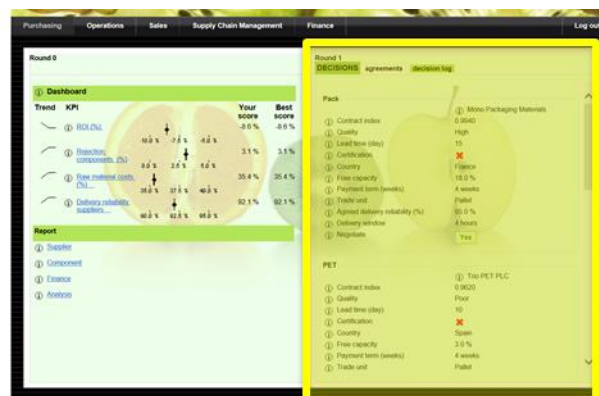 Purchasing Operations Sales Supply Chain Management Finance Log out
Round 0
Dashboard
Trend KPI Your score Best score
ROI (%) -8.6 % -8.6 %
Rejection components (%) 3.1 % 3.1 %
Raw material costs (%) 35.4 % 35.4 %
Delivery reliability suppliers 92.1 % 92.1 %
Report
Supplier
Component
Finance
Analysis
Round 1
DECISIONS agreements decision log
Pack
Mono Packaging Materials
Contract index 0.9940
Quality High
Lead time (day) 15
Certification
Country France
Free capacity 18.0 %
Payment term (weeks) 4 weeks
Trade unit Pallet
Agreed delivery reliability (%) 95.0 %
Delivery window 4 hours
Negotiate Yes
PET
Trio PET PLC
Contract index 0.9620
Quality Poor
Lead time (day) 10
Certification
Country Spain
Free capacity 3.0 %
Payment term (weeks) 4 weeks
Trade unit Pallet